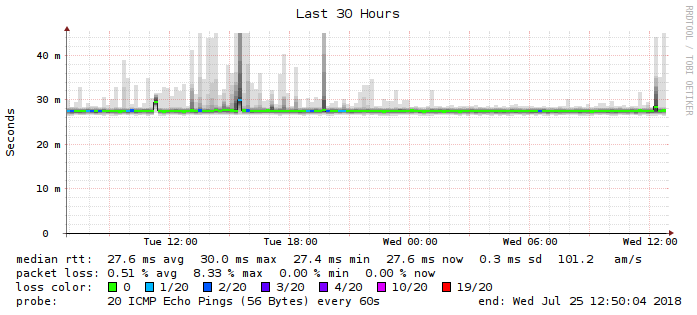 Last 30 Hours
RRDTOOL / TOBI OETIKER
Seconds
40 m
30 m
20 m
10 m
0
Tue 12:00 Tue 18:00 Wed 00:00 Wed 06:00 Wed 12:00
median rtt: 27.6 ms avg 30.0 ms max 27.4 ms min 27.6 ms now 0.3 ms sd 101.2 am/s
packet loss: 0.51 % avg 8.33 % max 0.00 % min 0.00 % now
loss color: 0 1/20 2/20 3/20 4/20 10/20 19/20
probe: 20 ICMP Echo Pings (56 Bytes) every 60s end: Wed Jul 25 12:50:04 2018